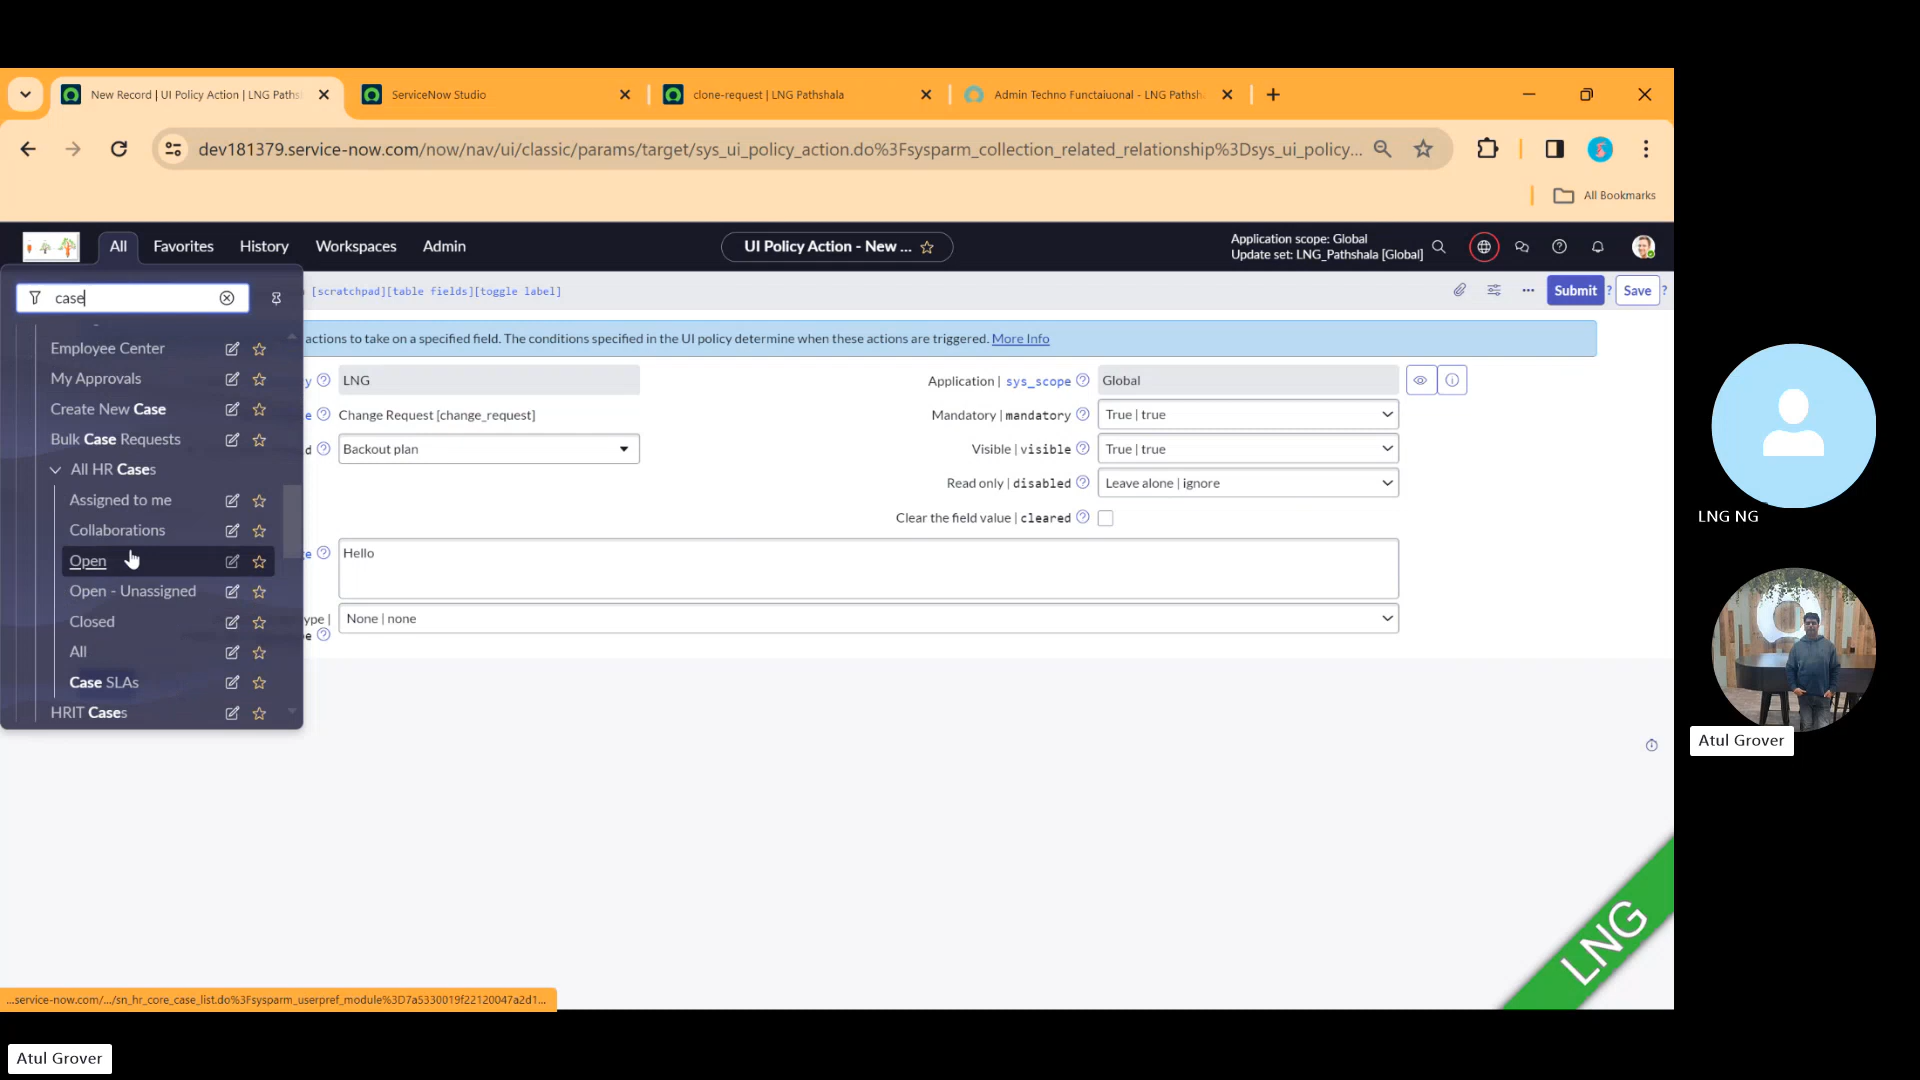 New Record | UI Policy Action | LNG Paths
ServiceNow Studio
clone-request | LNG Pathshala
Admin Techno Functaiuonal - LNG Pathsh
dev181379.service-now.com/now/nav/ui/classic/params/target/sys_ui_policy_action.do%3Fsysparm_collection_related_relationship%3Dsys_ui_policy...
All Bookmarks
All
Favorites
History
Workspaces
Admin
UI Policy Action - New ...
Application scope: Global
Update set: LNG_Pathshala [Global]
case
[scratchpad][table fields][toggle label]
Submit
?
Save
?
actions to take on a specified field. The conditions specified in the UI policy determine when these actions are triggered. More Info
Employee Center
My Approvals
Create New Case
Bulk Case Requests
All HR Cases
Assigned to me
Collaborations
Open
Open - Unassigned
Closed
All
Case SLAs
HRIT Cases
y
LNG
Application | sys_scope
Global
e
Change Request [change_request]
Mandatory | mandatory
True | true
d
Backout plan
Visible | visible
True | true
Read only | disabled
Leave alone | ignore
Clear the field value | cleared
e
Hello
ype |
e
None | none
LNG
...service-now.com/.../sn_hr_core_case_list.do%3Fsysparm_userpref_module%3D7a5330019f22120047a2d1...
LNG NG
Atul Grover
Atul Grover